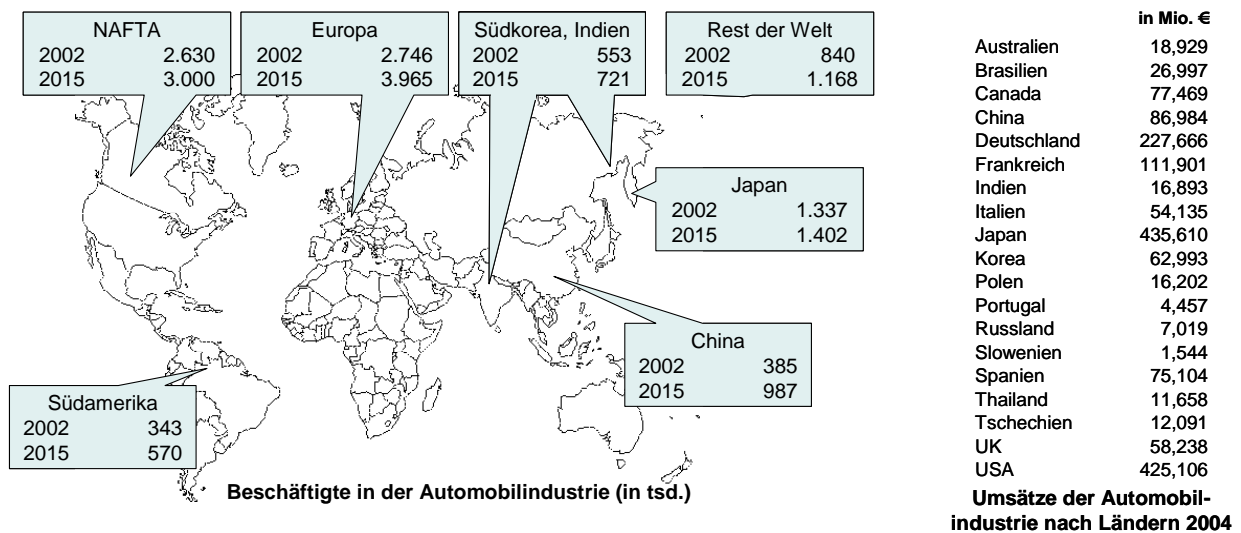 NAFTA
2002 2.630
2015 3.000
Europa
2002 2.746
2015 3.965
Südkorea, Indien
2002 553
2015 721
Rest der Welt
2002 840
2015 1.168
Japan
2002 1.337
2015 1.402
China
2002 385
2015 987
Südamerika
2002 343
2015 570
Beschäftigte in der Automobilindustrie (in tsd.)
in Mio. €
Australien 18,929
Brasilien 26,997
Canada 77,469
China 86,984
Deutschland 227,666
Frankreich 111,901
Indien 16,893
Italien 54,135
Japan 435,610
Korea 62,993
Polen 16,202
Portugal 4,457
Russland 7,019
Slowenien 1,544
Spanien 75,104
Thailand 11,658
Tschechien 12,091
UK 58,238
USA 425,106
Umsätze der Automobil-
industrie nach Ländern 2004